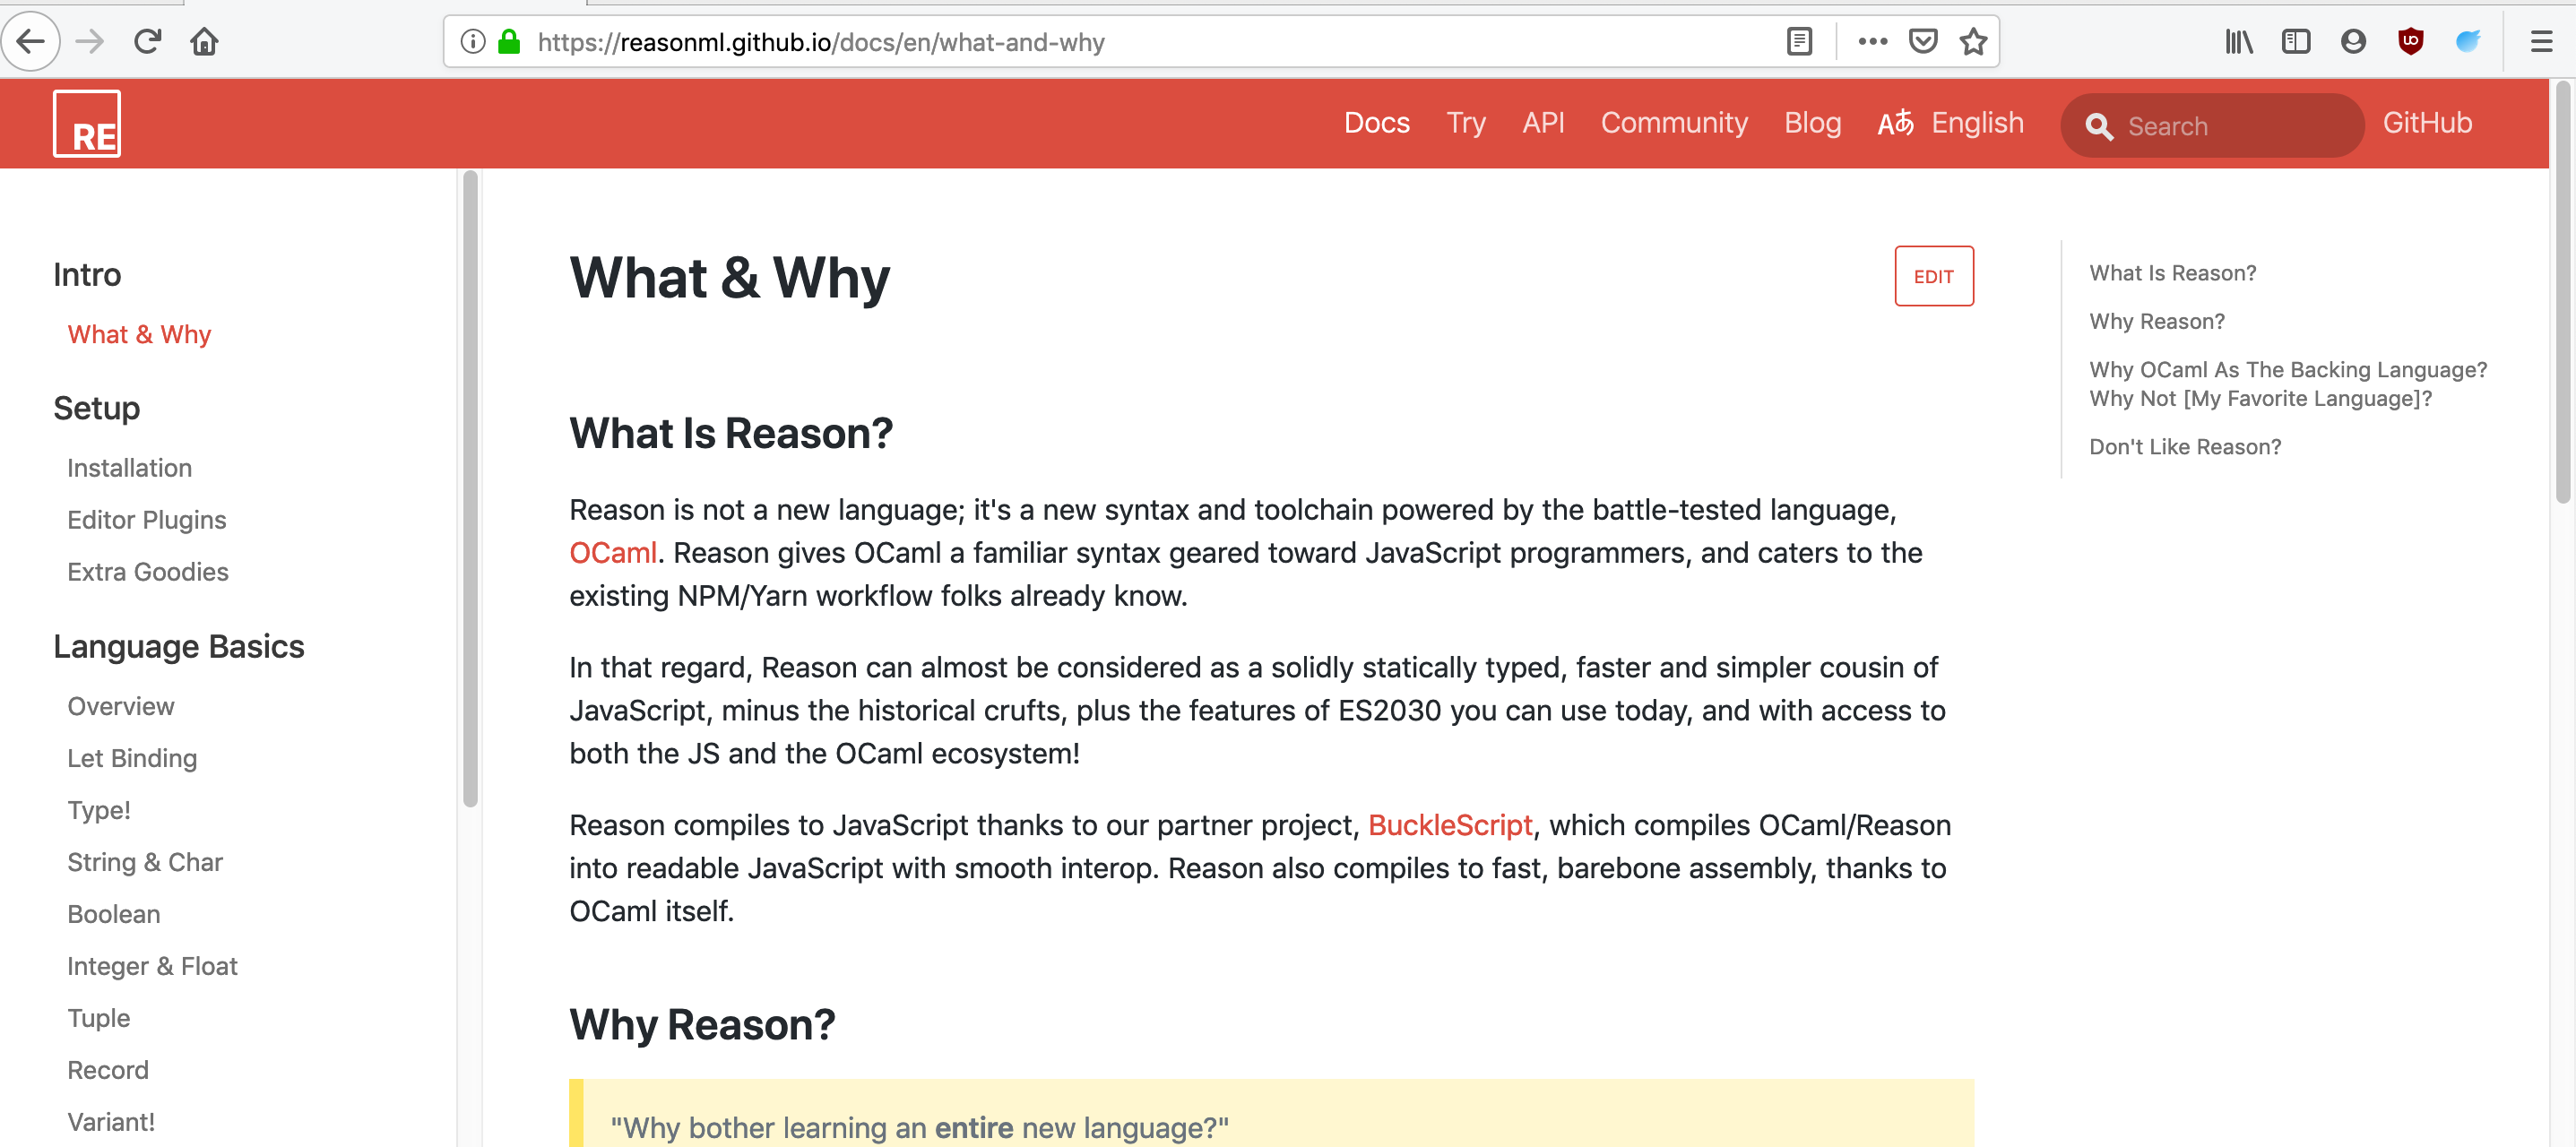 https://reasonml.github.io/docs/en/what-and-why
RE
Docs Try API Community Blog Aあ English Search GitHub
Intro
What & Why
Setup
Installation
Editor Plugins
Extra Goodies
Language Basics
Overview
Let Binding
Type!
String & Char
Boolean
Integer & Float
Tuple
Record
Variant!
What & Why
EDIT
What Is Reason?
Reason is not a new language; it's a new syntax and toolchain powered by the battle-tested language,
OCaml. Reason gives OCaml a familiar syntax geared toward JavaScript programmers, and caters to the
existing NPM/Yarn workflow folks already know.
In that regard, Reason can almost be considered as a solidly statically typed, faster and simpler cousin of
JavaScript, minus the historical crufts, plus the features of ES2030 you can use today, and with access to
both the JS and the OCaml ecosystem!
Reason compiles to JavaScript thanks to our partner project, BuckleScript, which compiles OCaml/Reason
into readable JavaScript with smooth interop. Reason also compiles to fast, barebone assembly, thanks to
OCaml itself.
Why Reason?
"Why bother learning an entire new language?"
What Is Reason?
Why Reason?
Why OCaml As The Backing Language?
Why Not [My Favorite Language]?
Don't Like Reason?